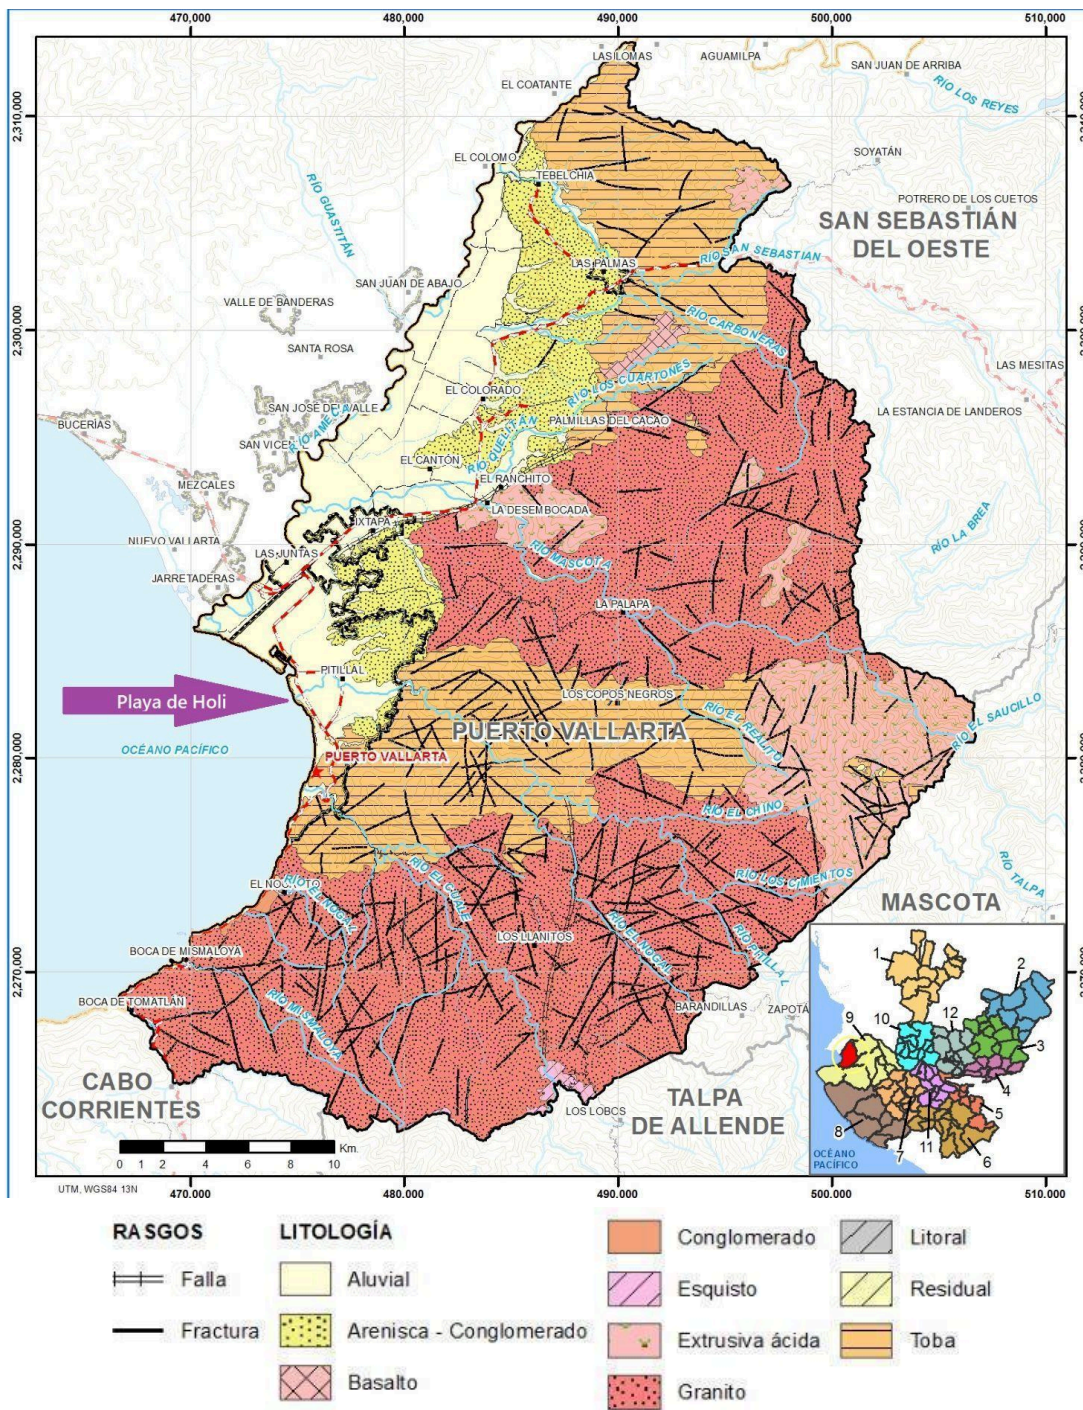 470,000 480,000 490,000 500,000 510,000
LAS LOMAS
AGUAMILPA
SAN JUAN DE ARRIBA
EL COATANTE
RÍO LOS REYES
2,310,000
EL COLOMO
SOYATÁN
TEBELCHIA
RÍO GUASTITÁN
POTRERO DE LOS CUETOS
SAN SEBASTIÁN
DEL OESTE
RÍO SAN SEBASTIAN
LAS PALMAS
SAN JUAN DE ABAJO
VALLE DE BANDERAS
RÍO CARBONERAS
2,300,000
SANTA ROSA
LAS MESITAS
RÍO LOS CUARTONES
EL COLORADO
SAN JOSÉ DEL VALLE
LA ESTANCIA DE LANDEROS
BUCERÍAS
RÍO AMECA
PALMILLAS DEL CACAO
SAN VICENTE
RÍO QUELITÁN
EL CANTÓN
MEZCALES
EL RANCHITO
LA DESEMBOCADA
IXTAPA
RÍO LA BREA
NUEVO VALLARTA
2,290,000
LAS JUNTAS
RÍO MASCOTA
JARRETADERAS
LA PALAPA
PITILLAL
Playa de Holi
LOS COPOS NEGROS
RÍO EL SAUCILLO
RÍO EL REALITO
PUERTO VALLARTA
OCÉANO PACÍFICO
PUERTO VALLARTA
2,280,000
RÍO EL CHINO
RÍO EL CUALE
RÍO LOS CIMIENTOS
RÍO TALPA
EL NOGALITO
RÍO EL NOGAL
MASCOTA
RÍO EL NOGAL
LOS LLANITOS
RÍO PITILLAL
BOCA DE MISMALOYA
2,270,000
BOCA DE TOMATLÁN
RÍO MISMALOYA
BARANDILLAS
ZAPOTÁ
CABO
CORRIENTES
LOS LOBOS
TALPA
DE ALLENDE
1
2
9
10
12
3
4
5
8
7
11
6
OCÉANO
PACÍFICO
Km.
0 1 2 4 6 8 10
UTM, WGS84 13N
470,000 480,000 490,000 500,000 510,000
RASGOS
Falla
Fractura
LITOLOGÍA
Aluvial
Arenisca - Conglomerado
Basalto
Conglomerado
Esquisto
Extrusiva ácida
Granito
Litoral
Residual
Toba